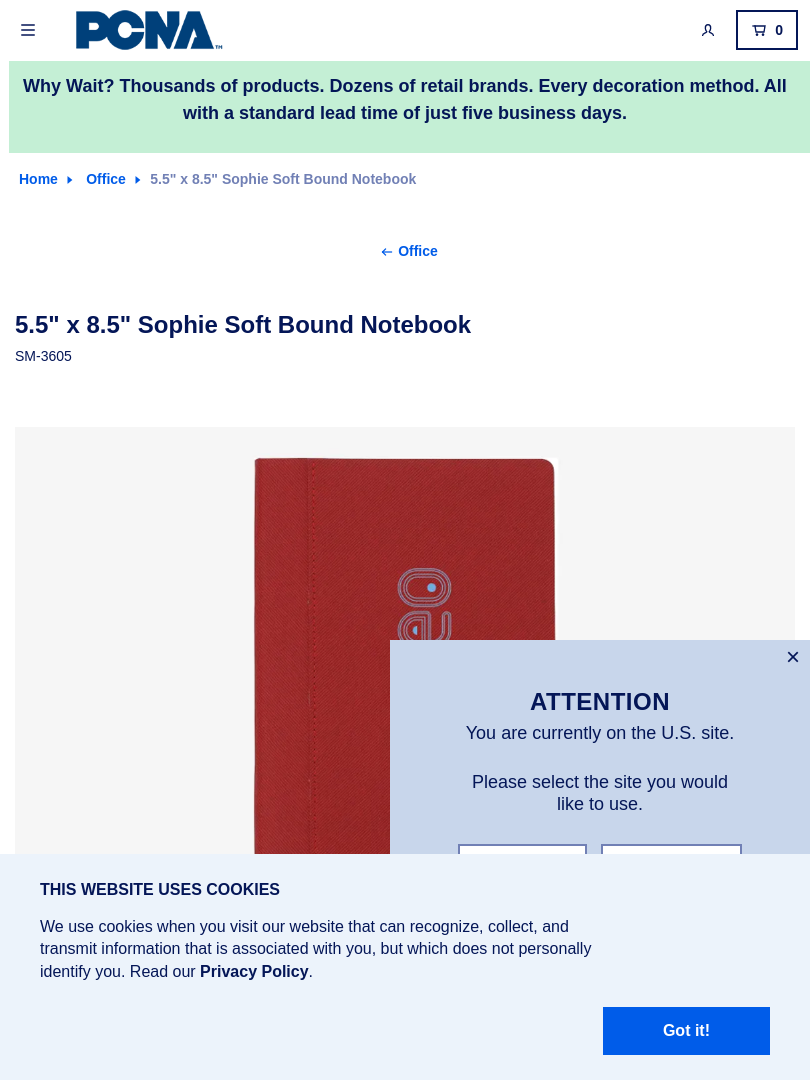 PCNA™
0
Why Wait? Thousands of products. Dozens of retail brands. Every decoration method. All
with a standard lead time of just five business days.
Home Office 5.5" x 8.5" Sophie Soft Bound Notebook
Office
5.5" x 8.5" Sophie Soft Bound Notebook
SM-3605
ATTENTION
You are currently on the U.S. site.
Please select the site you would
like to use.
THIS WEBSITE USES COOKIES
We use cookies when you visit our website that can recognize, collect, and
transmit information that is associated with you, but which does not personally
identify you. Read our Privacy Policy.
Got it!